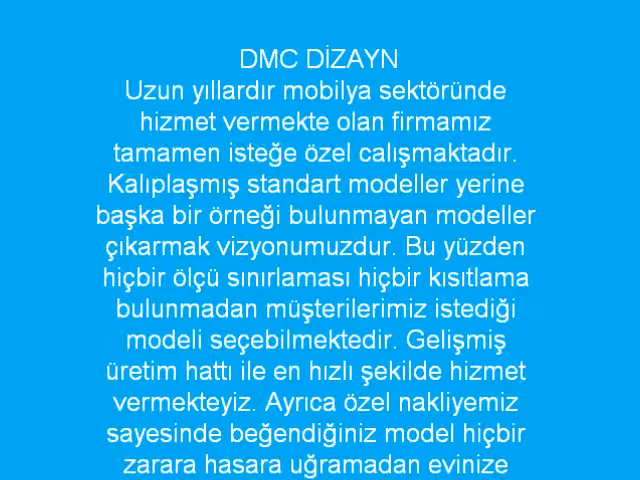 DMC DİZAYN
Uzun yıllardır mobilya sektöründe
hizmet vermekte olan firmamız
tamamen isteğe özel calışmaktadır.
Kalıplaşmış standart modeller yerine
başka bir örneği bulunmayan modeller
çıkarmak vizyonumuzdur. Bu yüzden
hiçbir ölçü sınırlaması hiçbir kısıtlama
bulunmadan müşterilerimiz istediği
modeli seçebilmektedir. Gelişmiş
üretim hattı ile en hızlı şekilde hizmet
vermekteyiz. Ayrıca özel nakliyemiz
sayesinde beğendiğiniz model hiçbir
zarara hasara uğramadan evinize